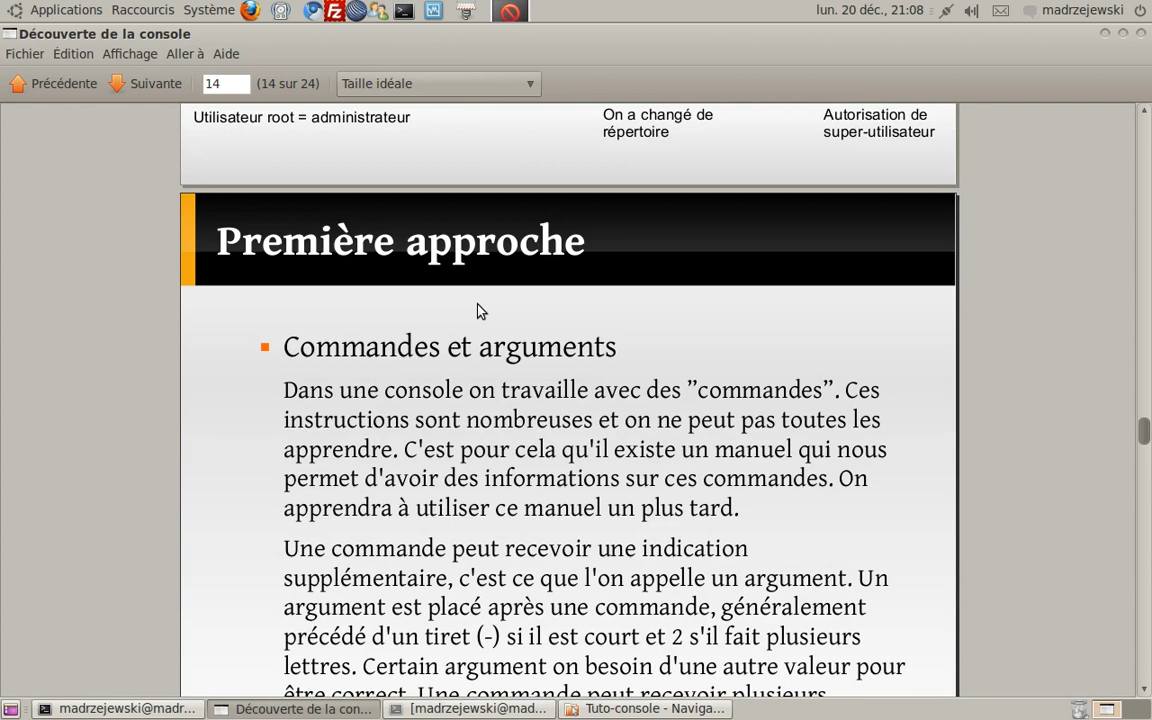 Applications Raccourcis Système lun. 20 déc., 21:08 madrzejewski
Découverte de la console
Fichier Édition Affichage Aller à Aide
Précédente Suivante 14 (14 sur 24) Taille idéale
Utilisateur root = administrateur
On a changé de
répertoire
Autorisation de
super-utilisateur
Première approche
Commandes et arguments
Dans une console on travaille avec des ”commandes”. Ces
instructions sont nombreuses et on ne peut pas toutes les
apprendre. C'est pour cela qu'il existe un manuel qui nous
permet d'avoir des informations sur ces commandes. On
apprendra à utiliser ce manuel un plus tard.
Une commande peut recevoir une indication
supplémentaire, c'est ce que l'on appelle un argument. Un
argument est placé après une commande, généralement
précédé d'un tiret (-) si il est court et 2 s'il fait plusieurs
lettres. Certain argument on besoin d'une autre valeur pour
être correct. Une commande peut recevoir plusieurs
madrzejewski@madr... Découverte de la con... [madrzejewski@mad... Tuto-console - Naviga...